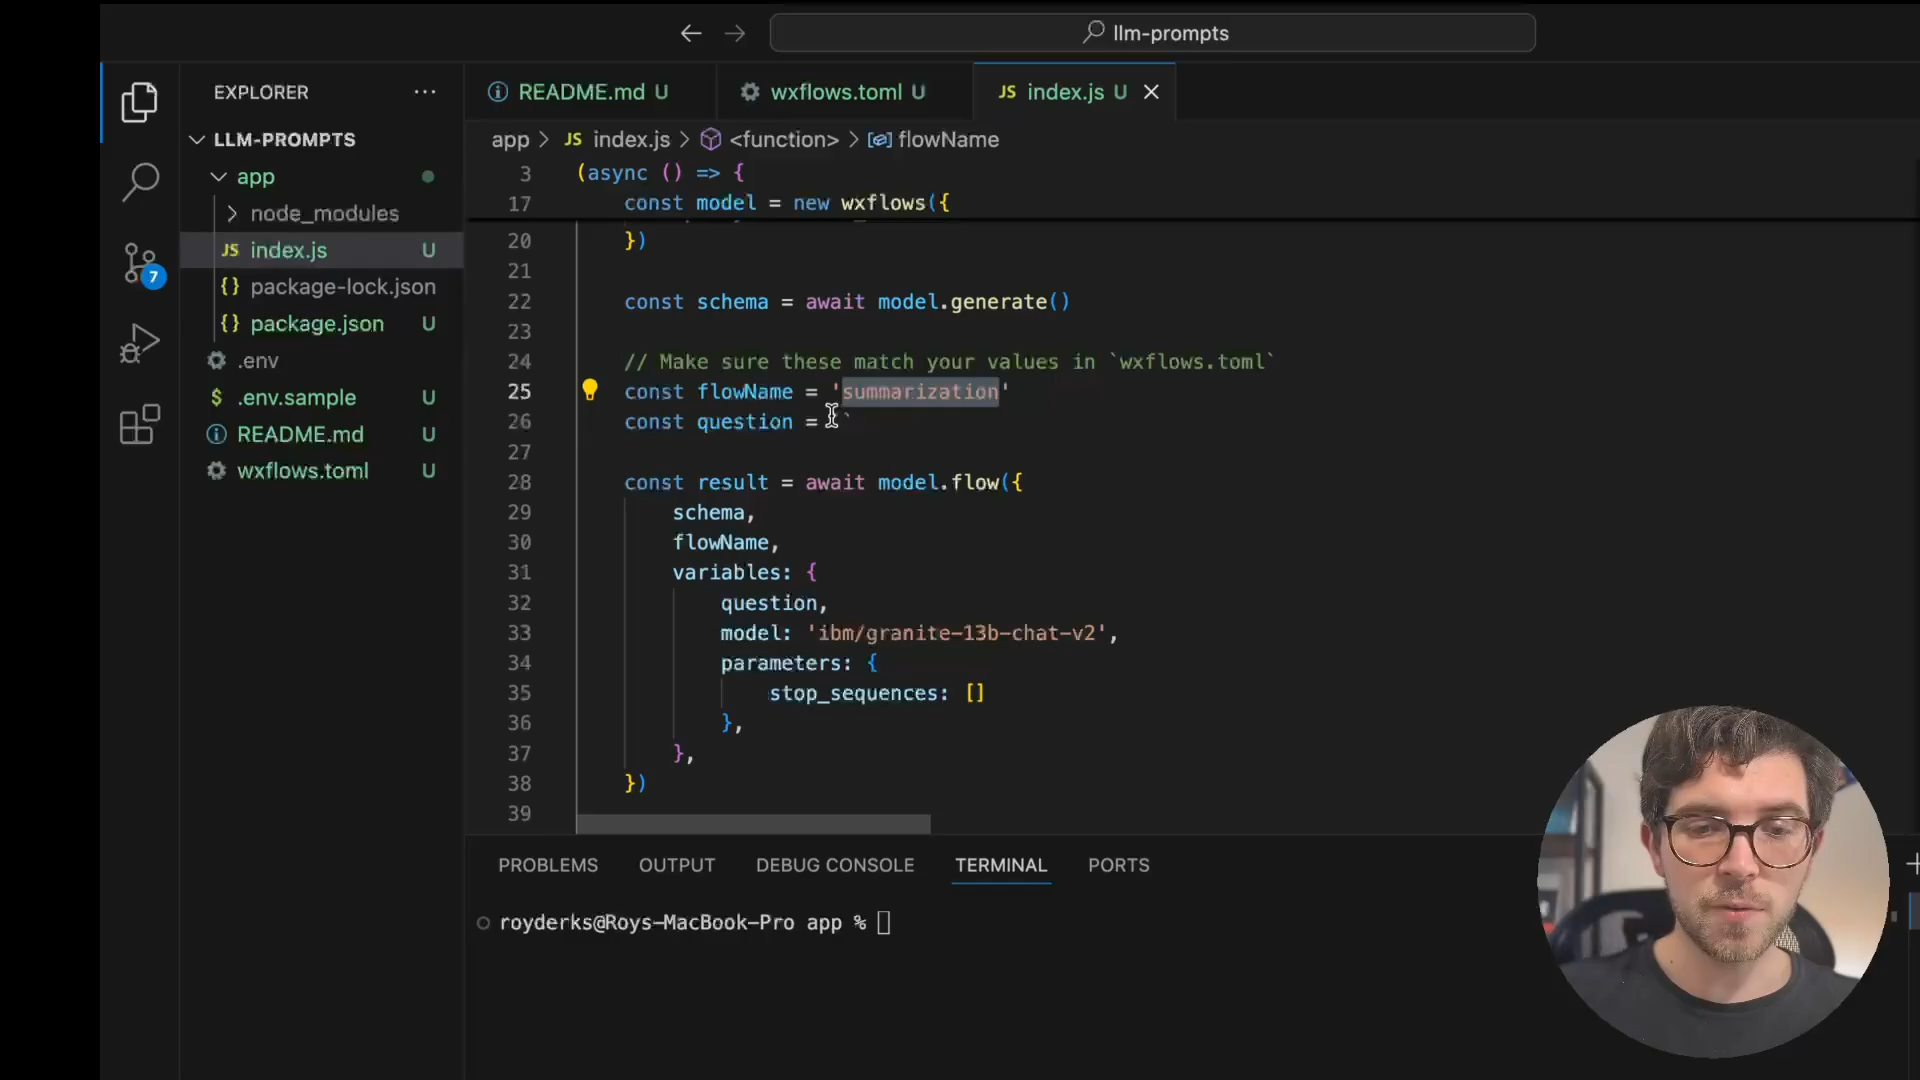 llm-prompts
EXPLORER
README.md U
wxflows.toml U
JS index.js U
LLM-PROMPTS
app > JS index.js > <function> > flowName
app
node_modules
JS index.js U
{} package-lock.json
{} package.json U
.env
$ .env.sample U
README.md U
wxflows.toml U
7
3 (async () => {
17 const model = new wxflows({
20 })
21
22 const schema = await model.generate()
23
24 // Make sure these match your values in `wxflows.toml`
25 const flowName = 'summarization'
26 const question = ``
27
28 const result = await model.flow({
29 schema,
30 flowName,
31 variables: {
32 question,
33 model: 'ibm/granite-13b-chat-v2',
34 parameters: {
35 stop_sequences: []
36 },
37 },
38 })
39
PROBLEMS OUTPUT DEBUG CONSOLE TERMINAL PORTS
royderks@Roys-MacBook-Pro app %